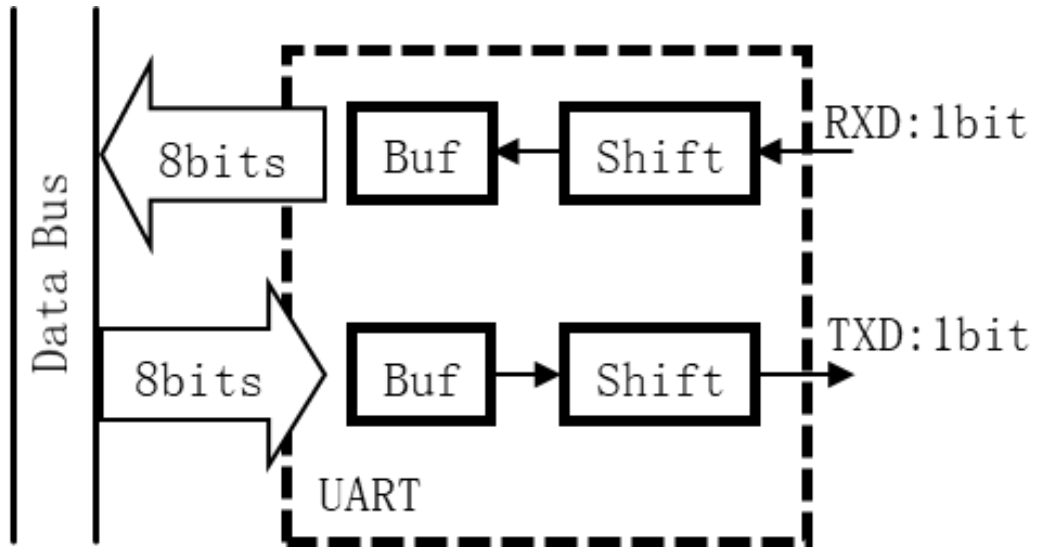 Data Bus
8bits
Buf
Shift
RXD:1bit
8bits
Buf
Shift
TXD:1bit
UART